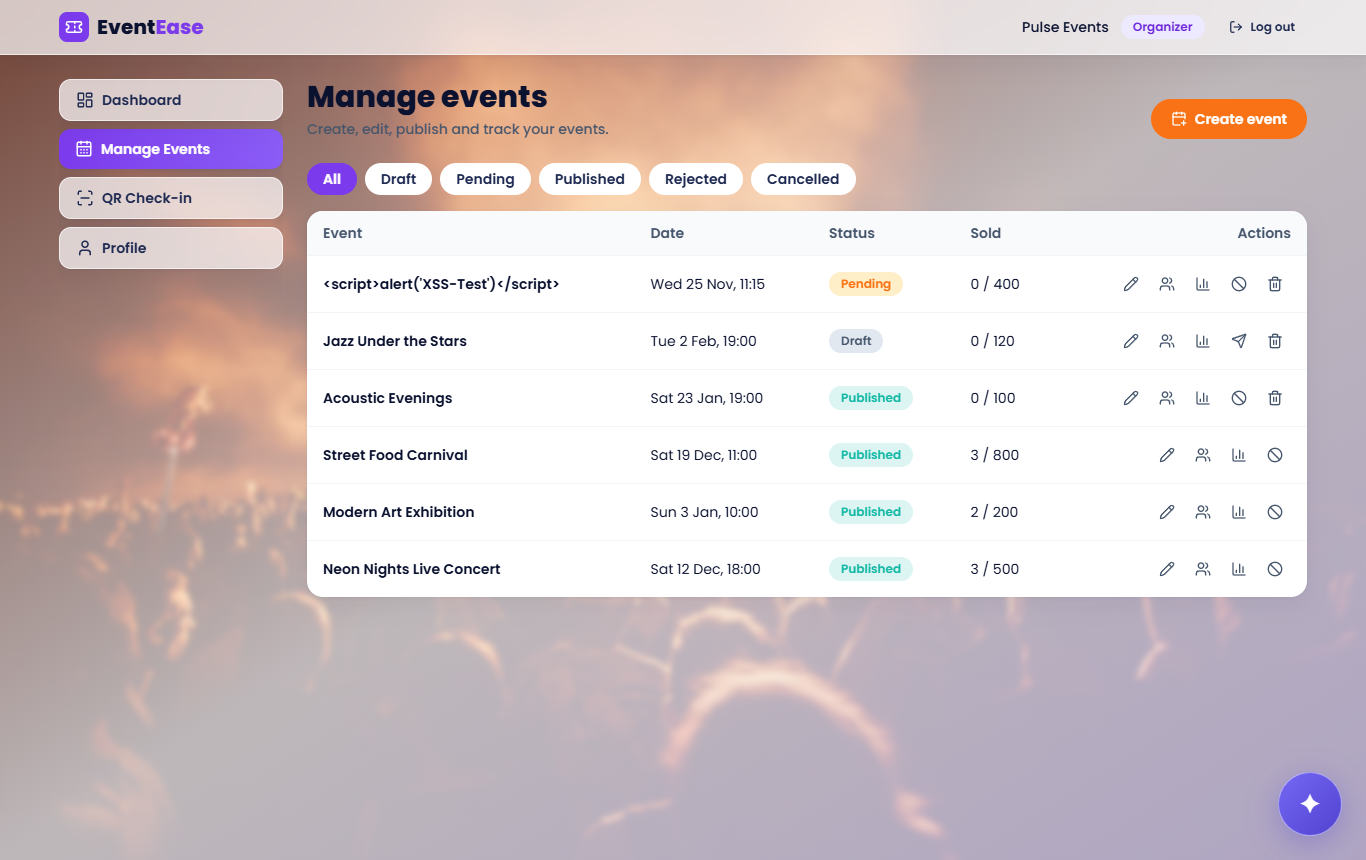 EventEase
Pulse Events
Organizer
Log out
Dashboard
Manage Events
QR Check-in
Profile
Manage events
Create, edit, publish and track your events.
Create event
All
Draft
Pending
Published
Rejected
Cancelled
Event Date Status Sold Actions
<script>alert('XSS-Test')</script> Wed 25 Nov, 11:15 Pending 0 / 400
Jazz Under the Stars Tue 2 Feb, 19:00 Draft 0 / 120
Acoustic Evenings Sat 23 Jan, 19:00 Published 0 / 100
Street Food Carnival Sat 19 Dec, 11:00 Published 3 / 800
Modern Art Exhibition Sun 3 Jan, 10:00 Published 2 / 200
Neon Nights Live Concert Sat 12 Dec, 18:00 Published 3 / 500